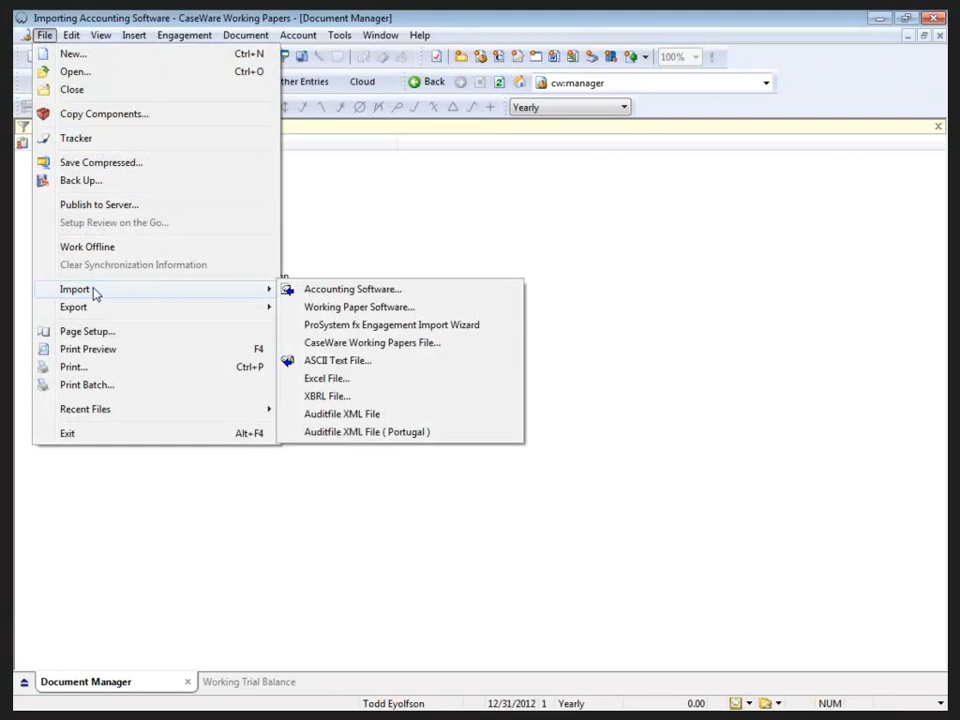 Importing Accounting Software - CaseWare Working Papers - [Document Manager]
File Edit View Insert Engagement Document Account Tools Window Help
New... Ctrl+N
Open... Ctrl+O
100%
Close
ther Entries Cloud Back cw:manager
Copy Components...
Yearly
Tracker
Save Compressed...
Back Up...
Publish to Server...
Setup Review on the Go...
Work Offline
Clear Synchronization Information
Import
Export
Page Setup...
Print Preview F4
Print... Ctrl+P
Print Batch...
Recent Files
Exit Alt+F4
Accounting Software...
Working Paper Software...
ProSystem fx Engagement Import Wizard
CaseWare Working Papers File...
ASCII Text File...
Excel File...
XBRL File...
Auditfile XML File
Auditfile XML File ( Portugal )
Document Manager
Working Trial Balance
Todd Eyolfson 12/31/2012 1 Yearly 0.00 NUM